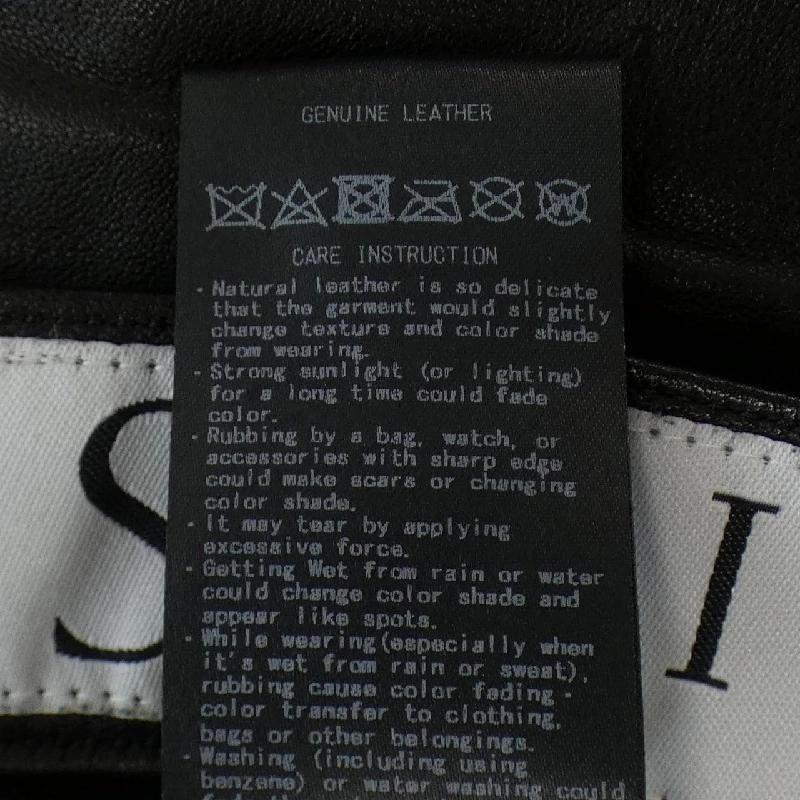 GENUINE LEATHER
W
CARE INSTRUCTION
- Natural leather is so delicate
that the garment would slightly
change texture and color shade
from wearing.
- Strong sunlight (or lighting)
for a long time could fade
color.
- Rubbing by a bag, watch, or
accessories with sharp edge
could make scars or changing
color shade.
- It may tear by applying
excessive force.
- Getting Wet from rain or water
could change color shade and
appear like spots.
- While wearing(especially when
it's wet from rain or sweat),
rubbing cause color fading -
color transfer to clothing,
bags or other belongings.
- Washing (including using
benzene) or water washing could
S I